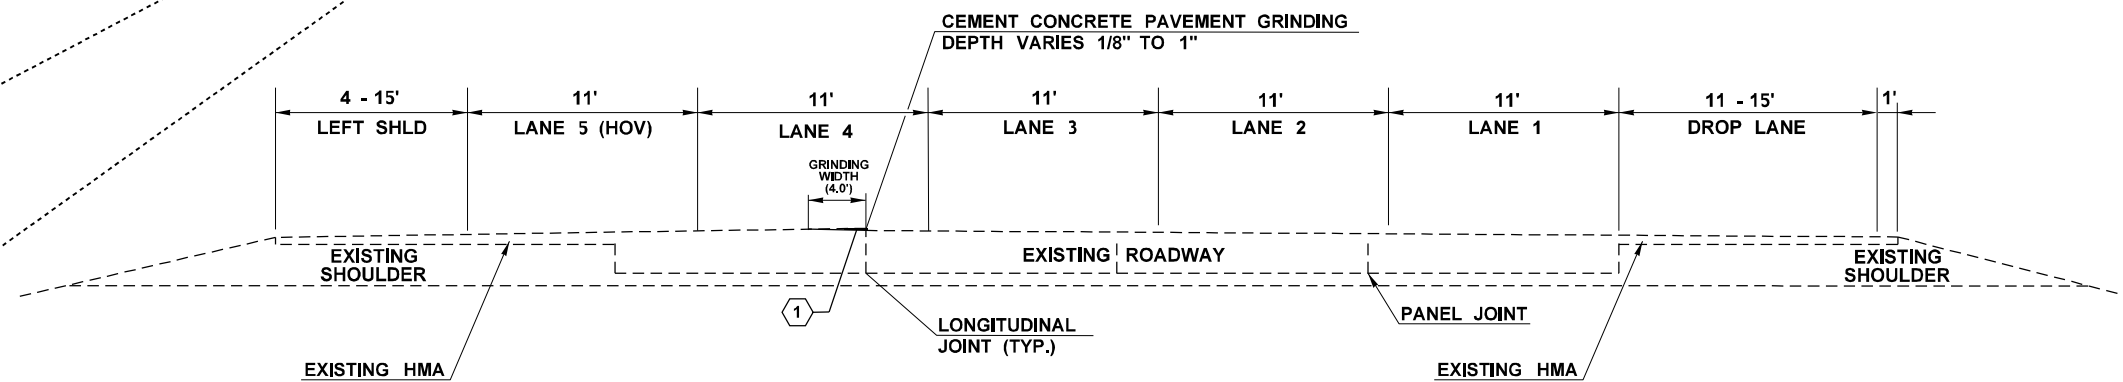 CEMENT CONCRETE PAVEMENT GRINDING
DEPTH VARIES 1/8" TO 1"
4 - 15'
11'
11'
11'
11'
11'
11 - 15'
1'
LEFT SHLD
LANE 5 (HOV)
LANE 4
LANE 3
LANE 2
LANE 1
DROP LANE
GRINDING
WIDTH
(4.0')
EXISTING
SHOULDER
EXISTING ROADWAY
EXISTING
SHOULDER
1
LONGITUDINAL
JOINT (TYP.)
PANEL JOINT
EXISTING HMA
EXISTING HMA